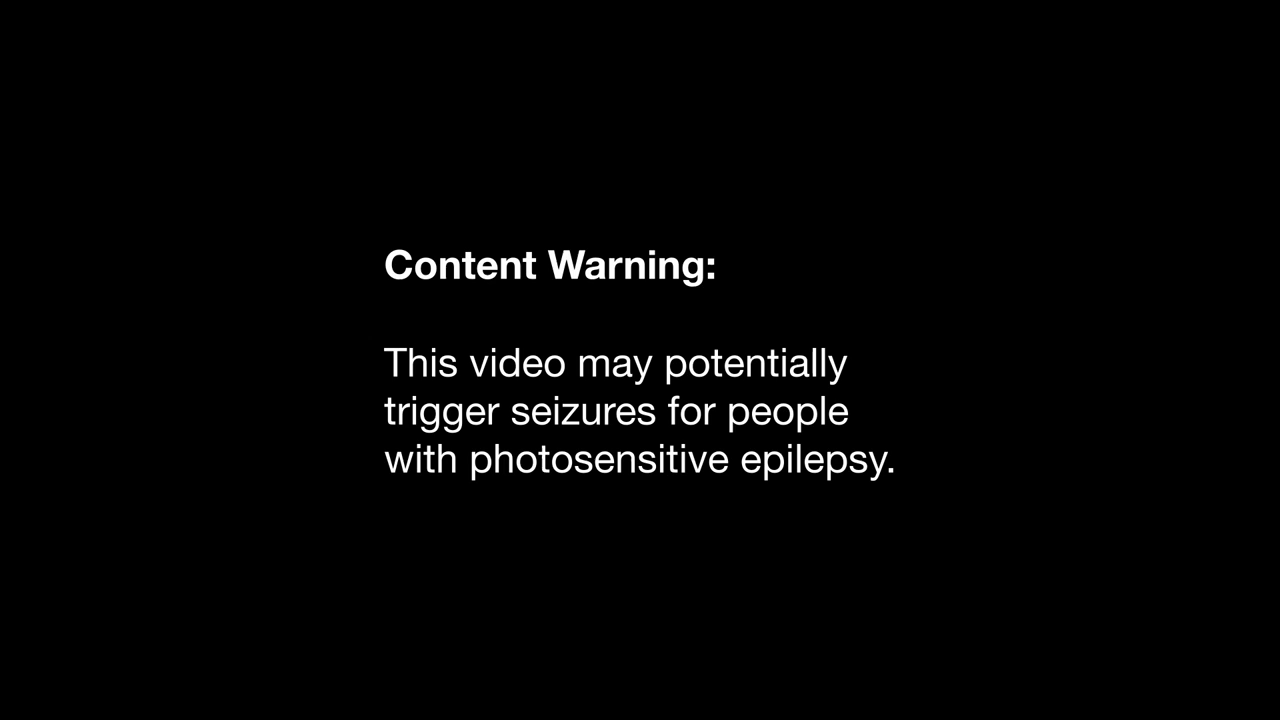 Content Warning:
This video may potentially
trigger seizures for people
with photosensitive epilepsy.